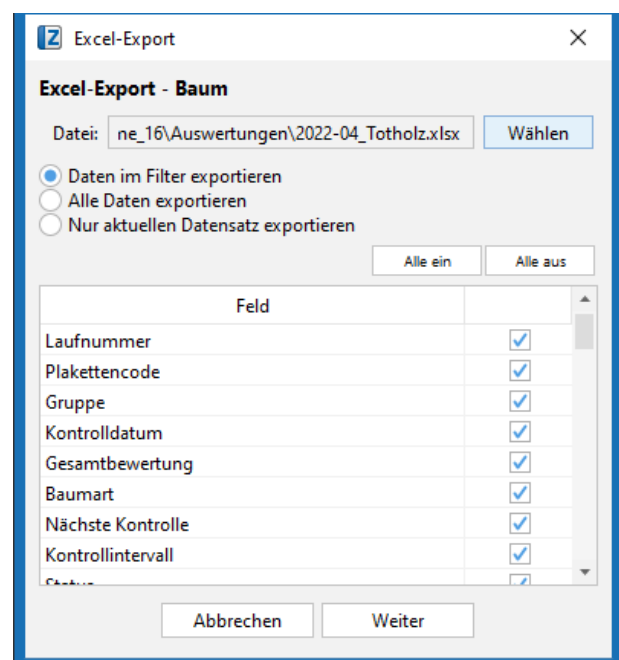 Z Excel-Export
Excel-Export - Baum
Datei: ne_16\Auswertungen\2022-04_Totholz.xlsx Wählen
Daten im Filter exportieren
Alle Daten exportieren
Nur aktuellen Datensatz exportieren
Alle ein Alle aus
Feld
Laufnummer
Plakettencode
Gruppe
Kontrolldatum
Gesamtbewertung
Baumart
Nächste Kontrolle
Kontrollintervall
Status
Abbrechen Weiter